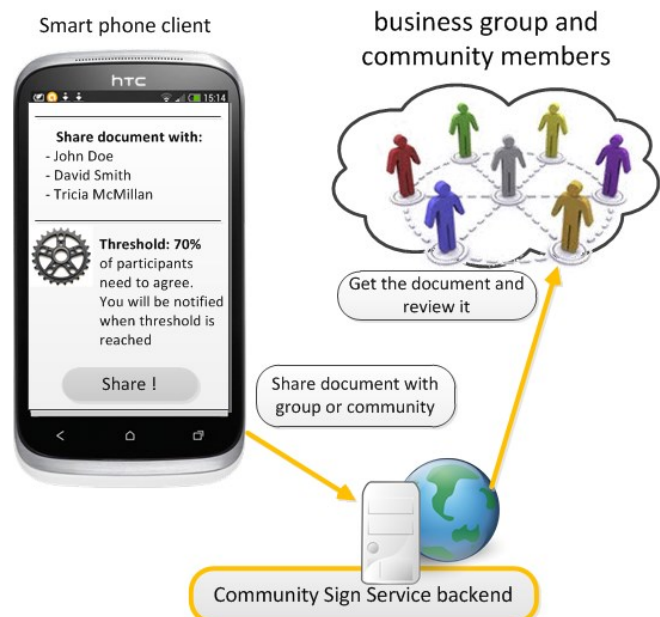 Smart phone client
business group and
community members
hTC
15:14
Share document with:
- John Doe
- David Smith
- Tricia McMillan
Threshold: 70%
of participants
need to agree.
You will be notified
when threshold is
reached
Share !
Get the document and
review it
Share document with
group or community
Community Sign Service backend